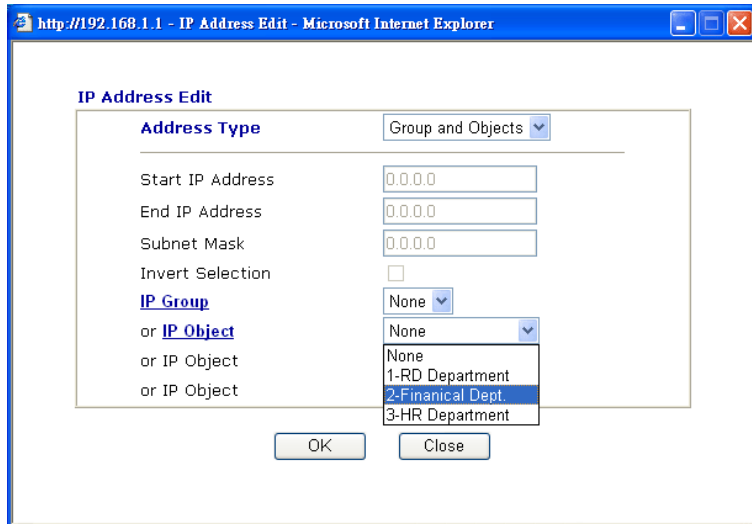 http://192.168.1.1 - IP Address Edit - Microsoft Internet Explorer
IP Address Edit
Address Type Group and Objects
Start IP Address 0.0.0.0
End IP Address 0.0.0.0
Subnet Mask 0.0.0.0
Invert Selection
IP Group None
or IP Object None
or IP Object
or IP Object
None
1-RD Department
2-Finanical Dept.
3-HR Department
OK Close